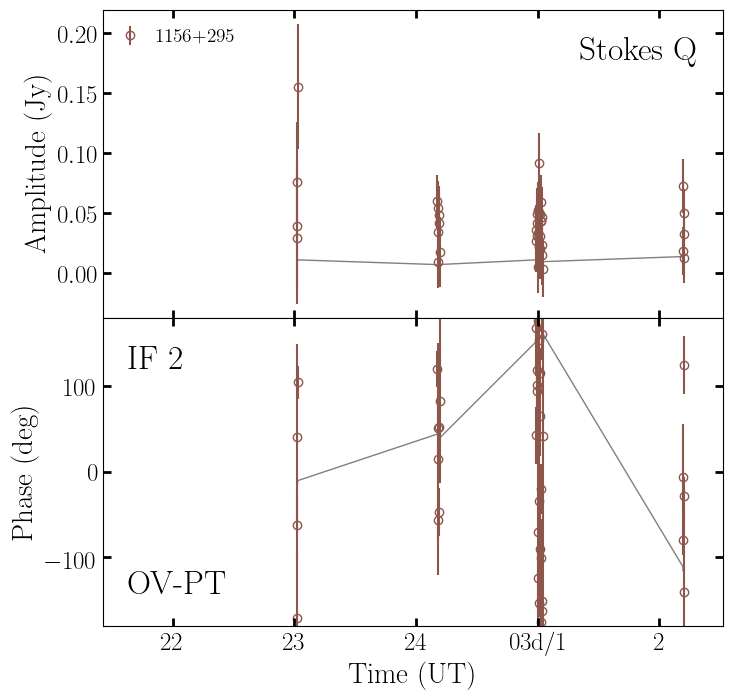 1156+295
Stokes Q
0.20
0.15
0.10
0.05
0.00
Amplitude (Jy)
IF 2
100
0
−100
Phase (deg)
OV-PT
22 23 24 03d/1 2
Time (UT)